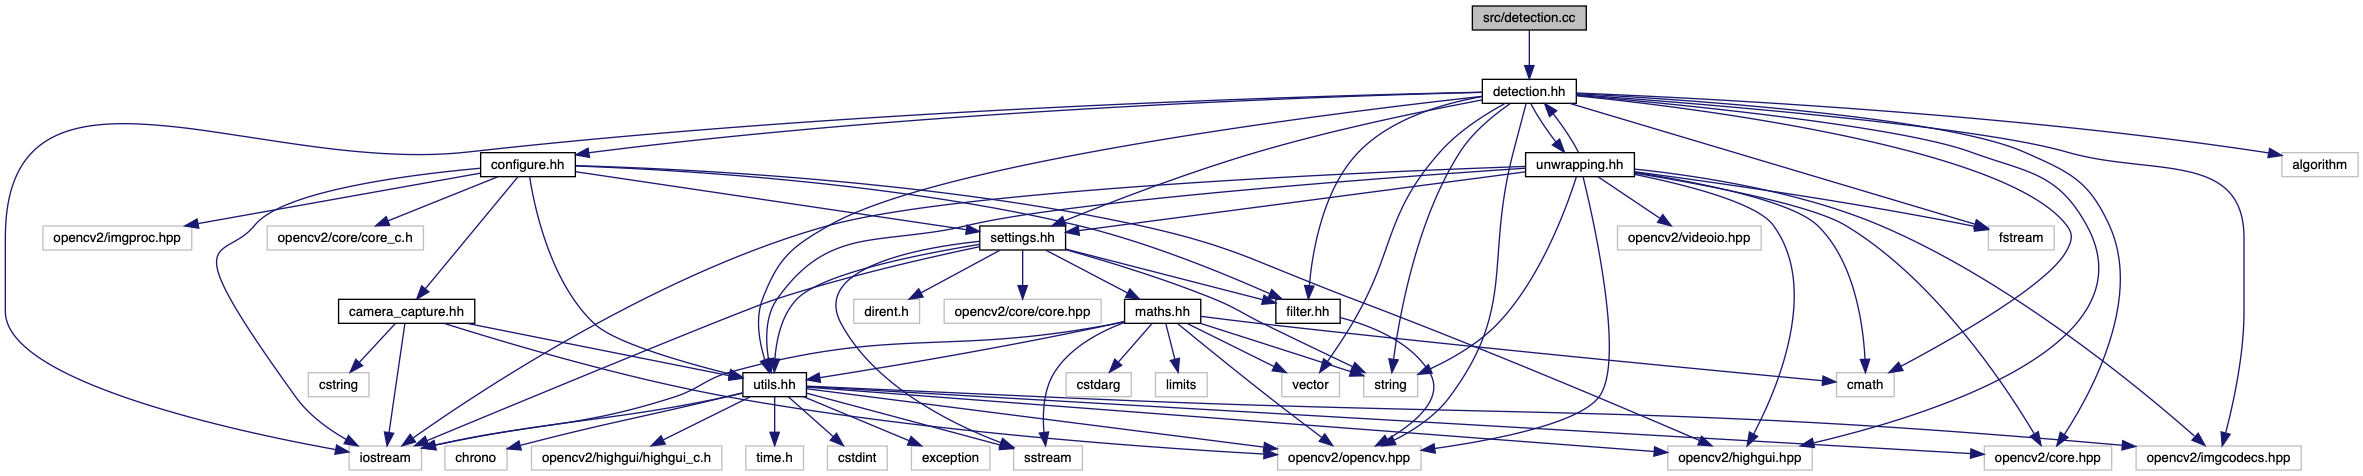 src/detection.cc
detection.hh
configure.hh
unwrapping.hh
algorithm
opencv2/imgproc.hpp
opencv2/core/core_c.h
settings.hh
opencv2/videoio.hpp
fstream
camera_capture.hh
dirent.h
opencv2/core/core.hpp
maths.hh
filter.hh
cstring
utils.hh
cstdarg
limits
vector
string
cmath
iostream
chrono
opencv2/highgui/highgui_c.h
time.h
cstdint
exception
sstream
opencv2/opencv.hpp
opencv2/highgui.hpp
opencv2/core.hpp
opencv2/imgcodecs.hpp